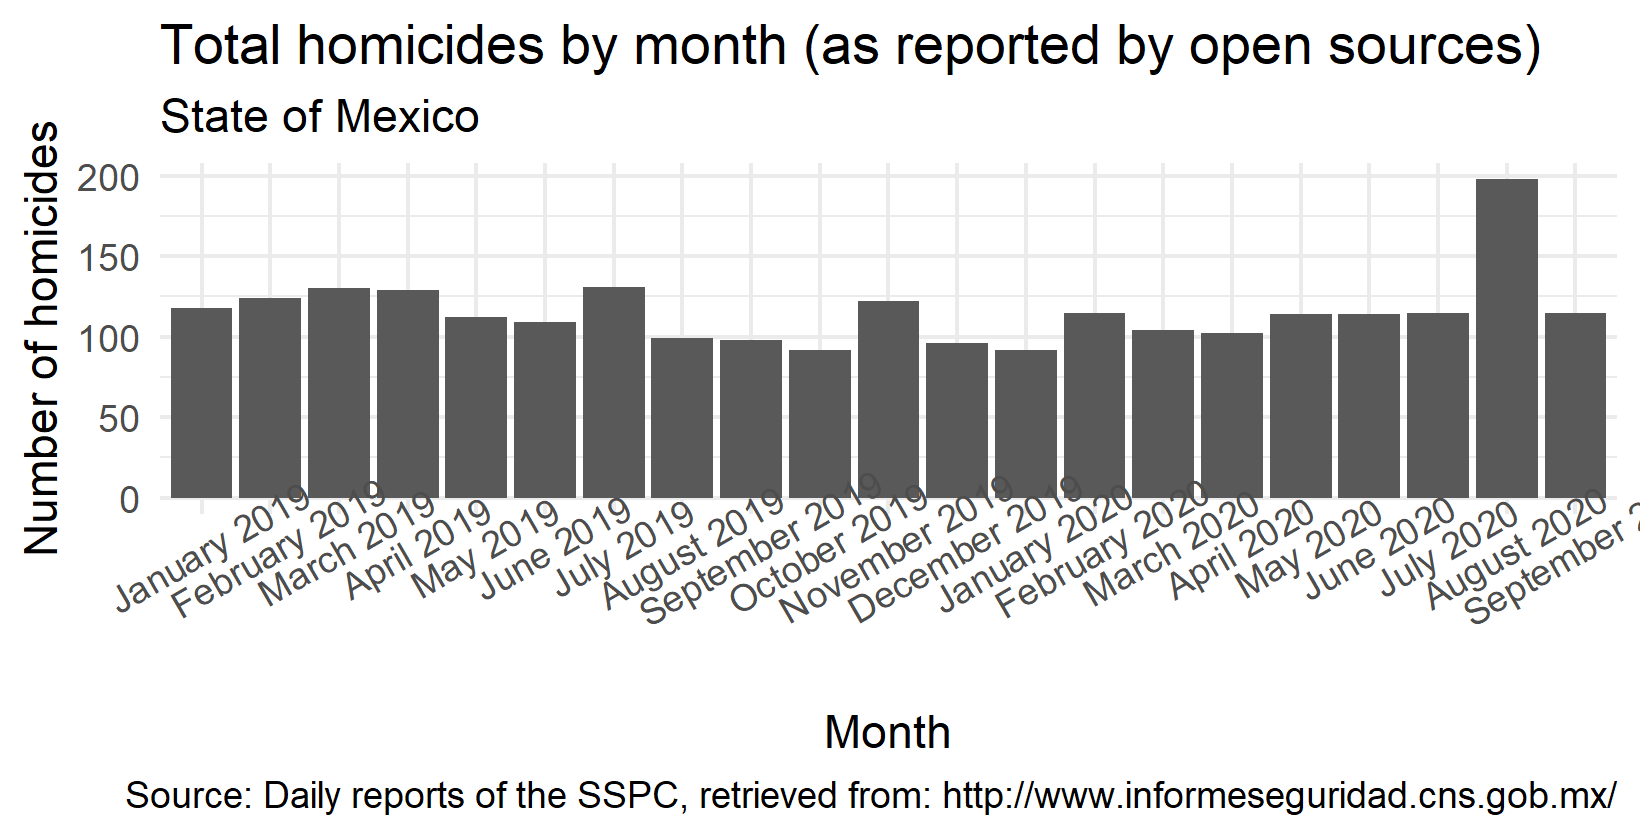 Total homicides by month (as reported by open sources)
State of Mexico
Number of homicides
200
150
100
50
0
January 2019
February 2019
March 2019
April 2019
May 2019
June 2019
July 2019
August 2019
September 2019
October 2019
November 2019
December 2019
January 2020
February 2020
March 2020
April 2020
May 2020
June 2020
July 2020
August 2020
September 2
Month
Source: Daily reports of the SSPC, retrieved from: http://www.informeseguridad.cns.gob.mx/